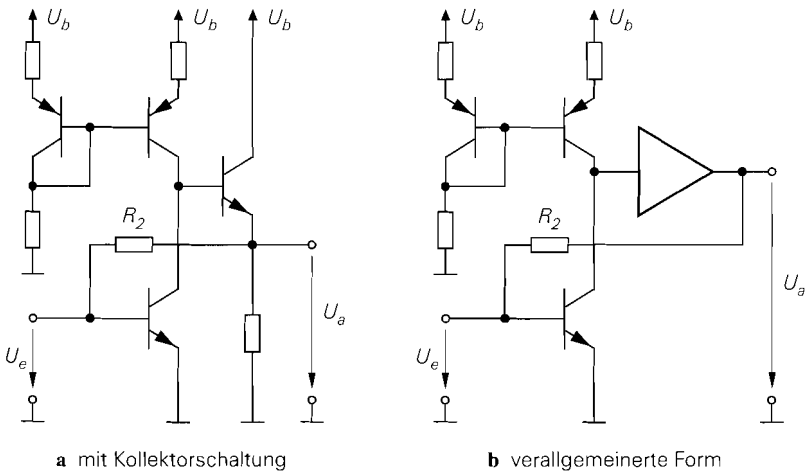 U_b U_b U_b U_b U_b
R_2 R_2
U_a U_a
U_e U_e
a mit Kollektorschaltung b verallgemeinerte Form